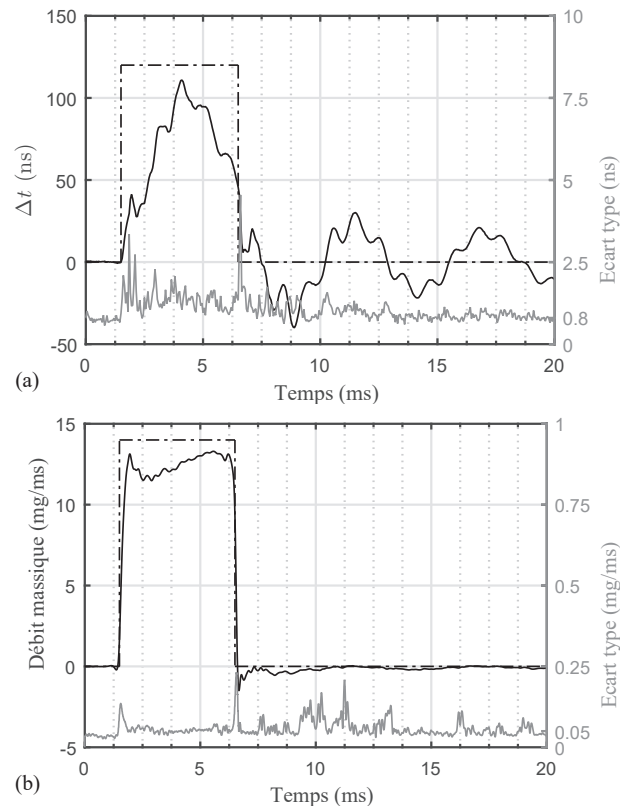 150
100
50
0
-50
Δt (ns)
10
7.5
5
2.5
0.8
0
Ecart type (ns)
0 5 10 15 20
Temps (ms)
(a)
15
10
5
0
-5
Débit massique (mg/ms)
1
0.75
0.5
0.25
0.05
0
Ecart type (mg/ms)
0 5 10 15 20
Temps (ms)
(b)